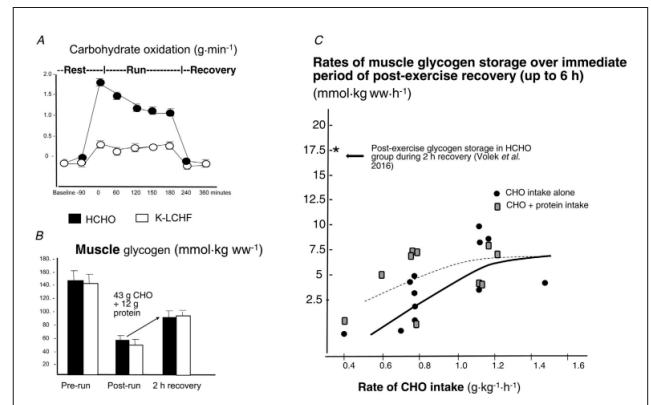 A
Carbohydrate oxidation (g·min-1)
--Rest-----|------Run---------|--Recovery
2.0
1.5
1.0
0.5
0
Baseline -90 0 60 120 150 180 240 360 minutes
HCHO K-LCHF
B
Muscle glycogen (mmol·kg ww-1)
180.
160.
140.
120.
100.
80
60
40
20
43 g CHO
+ 12 g
protein
Pre-run Post-run 2 h recovery
C
Rates of muscle glycogen storage over immediate
period of post-exercise recovery (up to 6 h)
(mmol·kg ww·h-1)
20
17.5
15
12.5
10
7.5
5
2.5
*
Post-exercise glycogen storage in HCHO
group during 2 h recovery (Volek et al.
2016)
CHO intake alone
CHO + protein intake
0.4 0.6 0.8 1.0 1.2 1.4 1.6
Rate of CHO intake (g·kg-1·h-1)